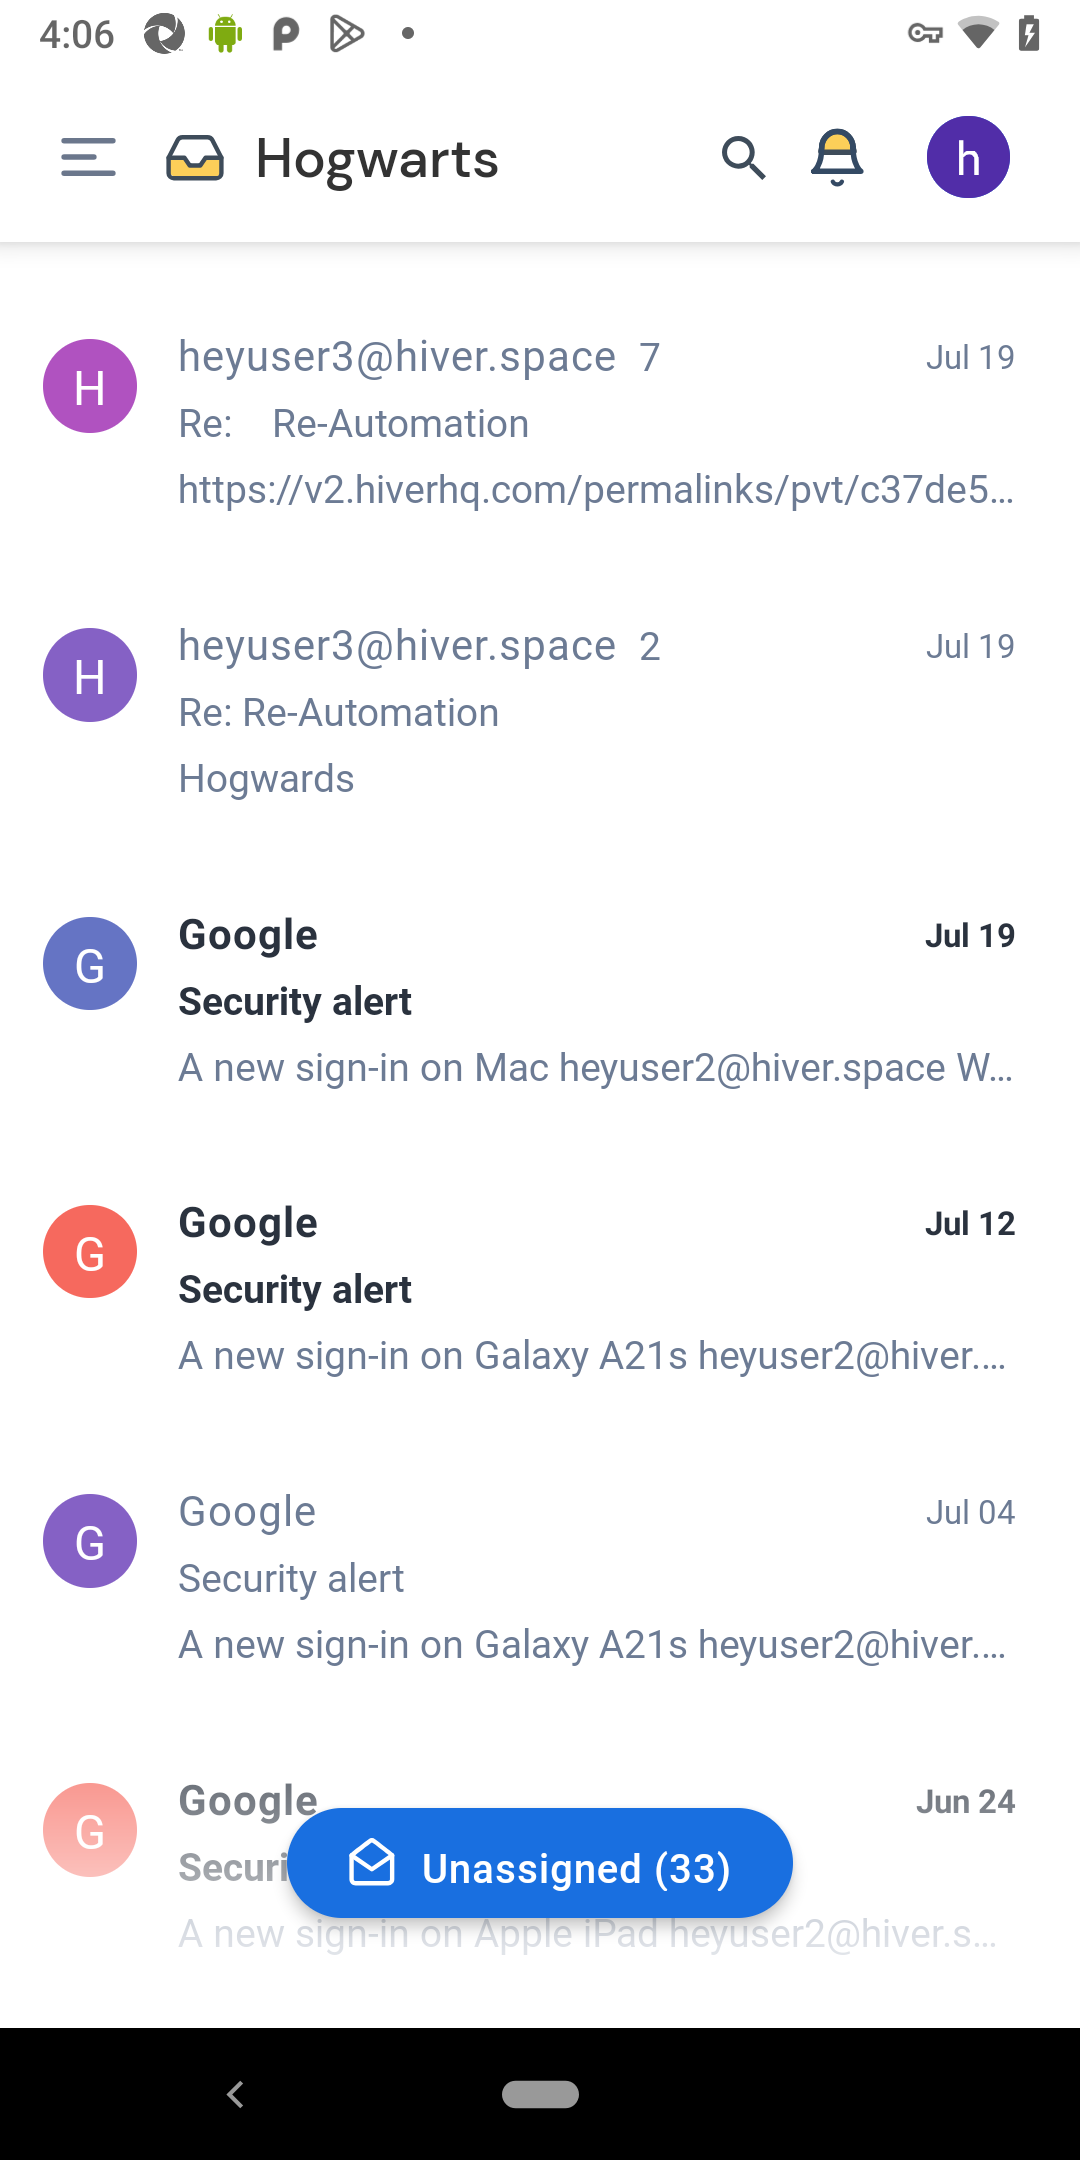 4:06
Hogwarts
h
H
heyuser3@hiver.space 7
Jul 19
Re: Re-Automation
https://v2.hiverhq.com/permalinks/pvt/c37de5...
H
heyuser3@hiver.space 2
Jul 19
Re: Re-Automation
Hogwards
G
Google
Jul 19
Security alert
A new sign-in on Mac heyuser2@hiver.space W...
G
Google
Jul 12
Security alert
A new sign-in on Galaxy A21s heyuser2@hiver....
G
Google
Jul 04
Security alert
A new sign-in on Galaxy A21s heyuser2@hiver....
G
Google
Jun 24
Securi
Unassigned (33)
A new sign-in on Apple iPad heyuser2@hiver.s...